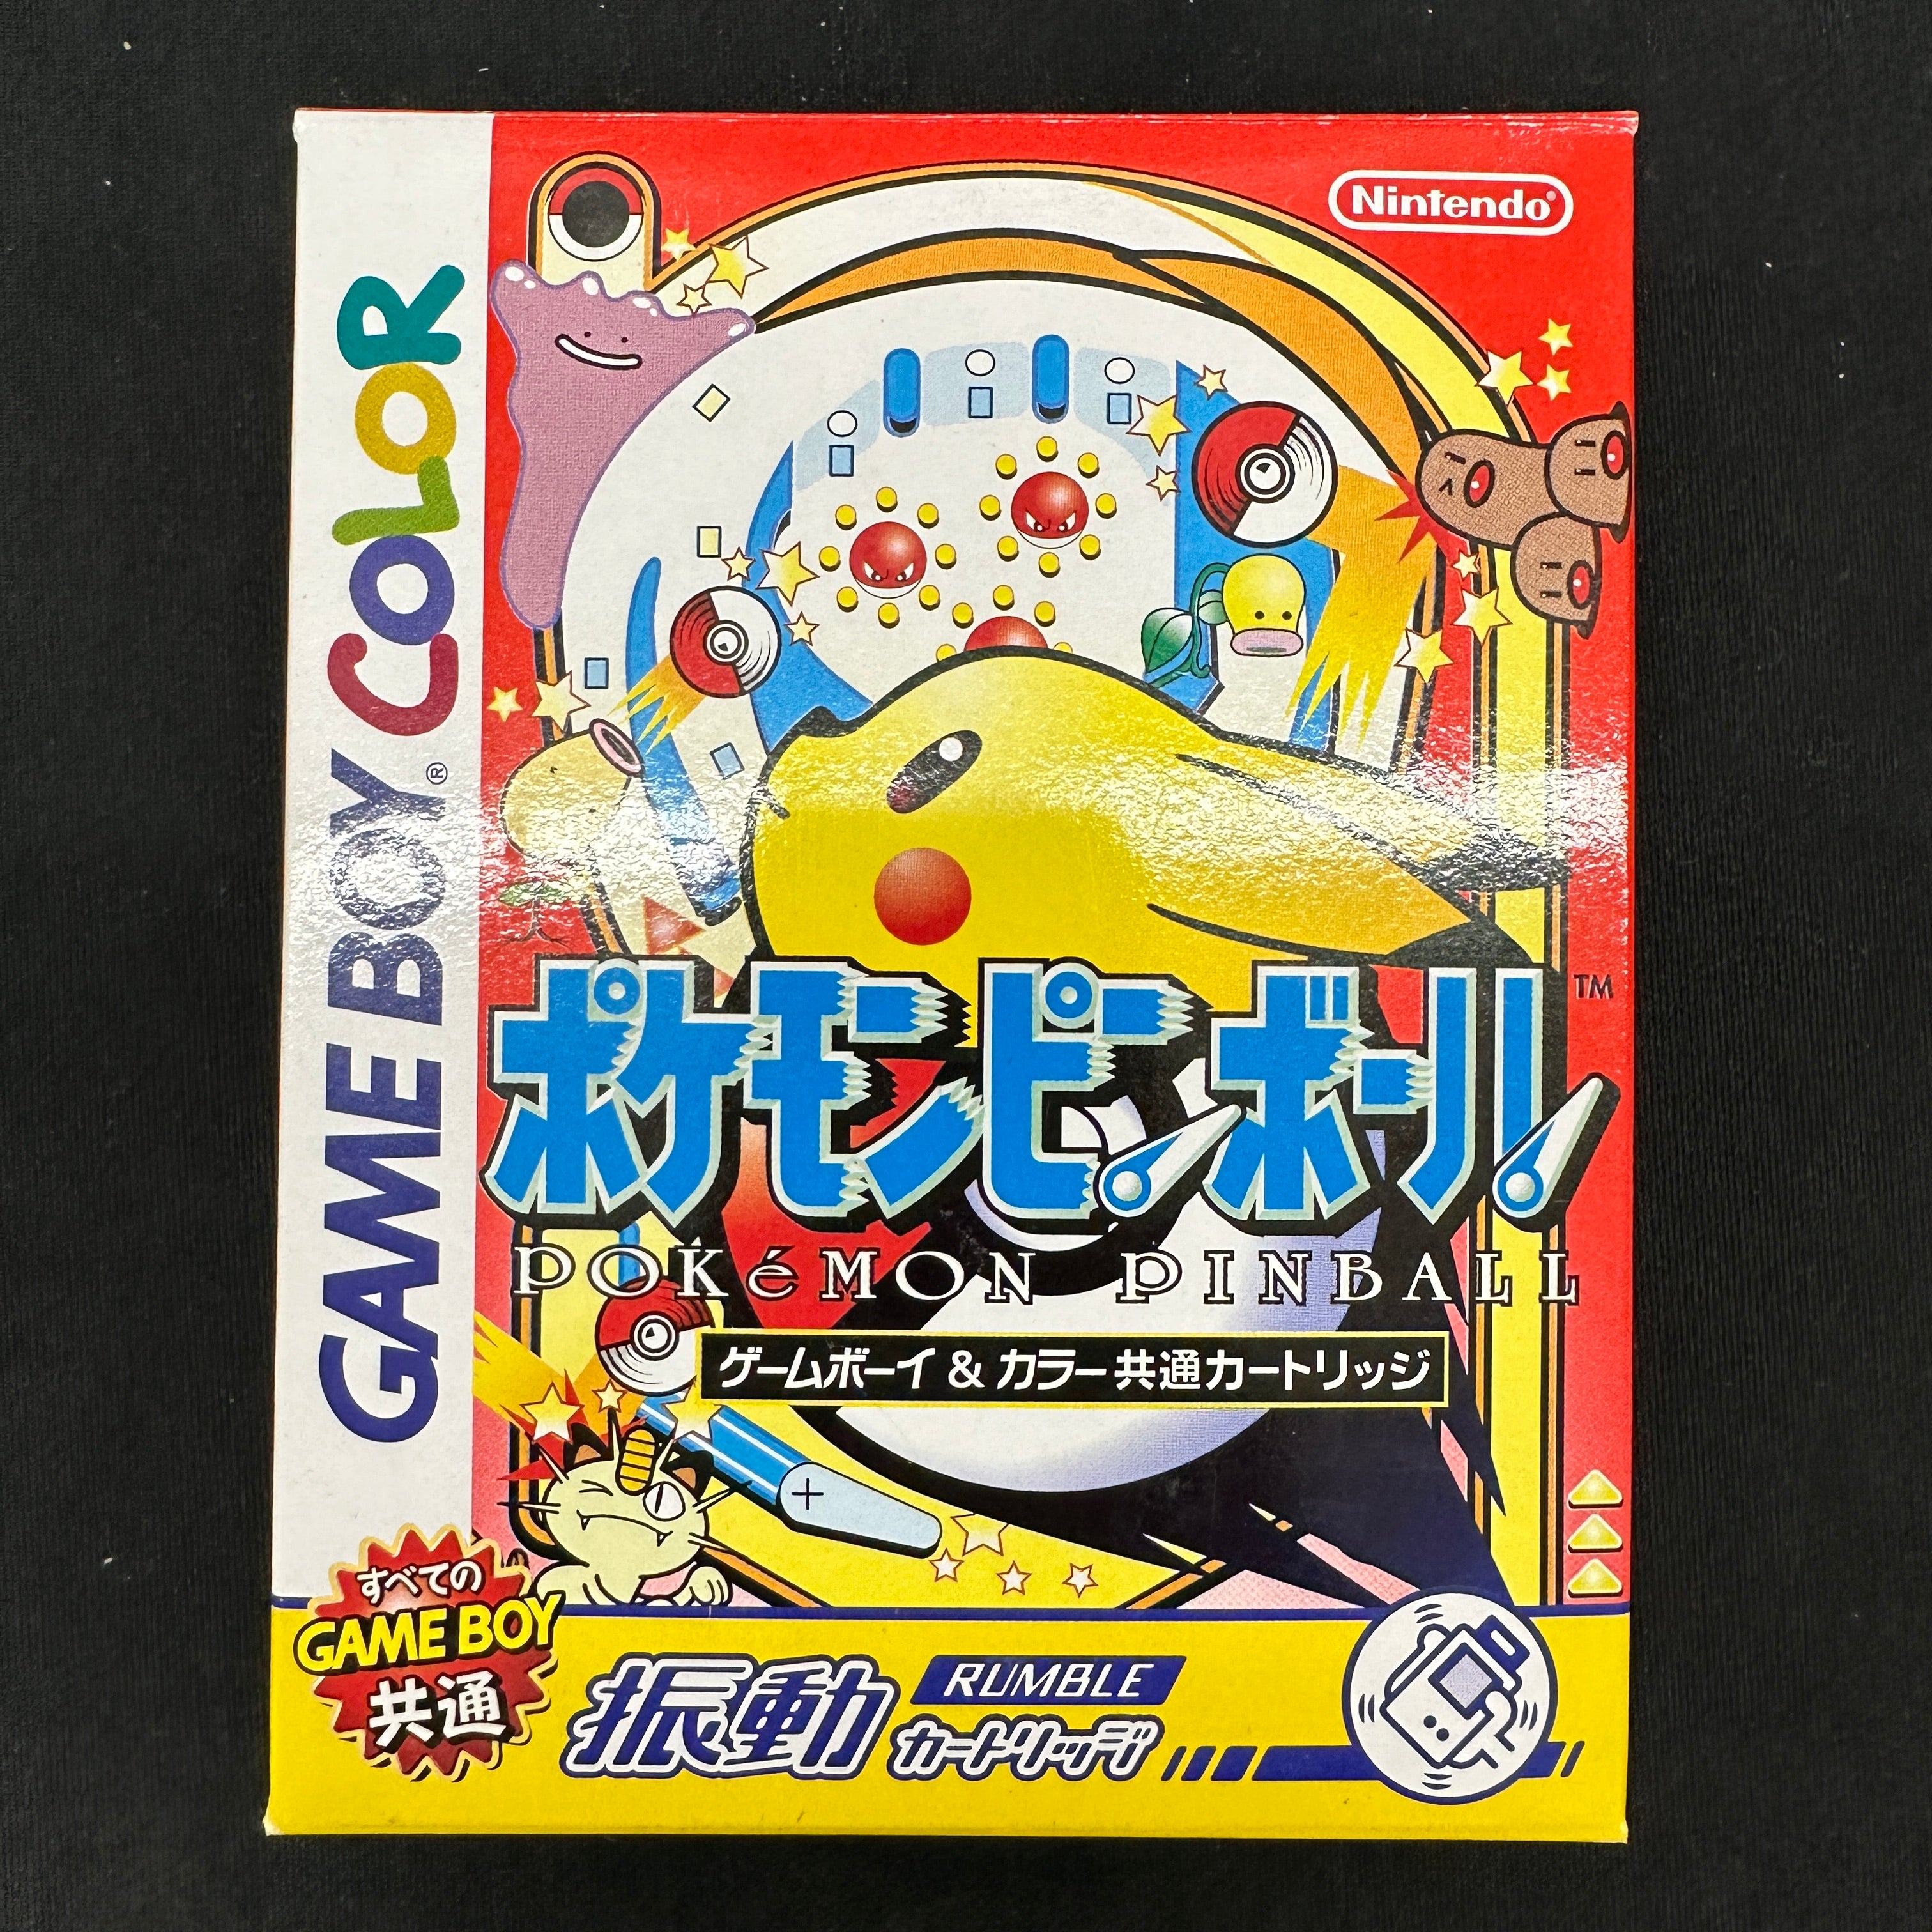 Nintendo®
GAME BOY® COLOR
ポケモンピンボール™
POKéMON PINBALL
ゲームボーイ & カラー共通カートリッジ
すべての
GAME BOY
共通
振動
RUMBLE
カートリッジ